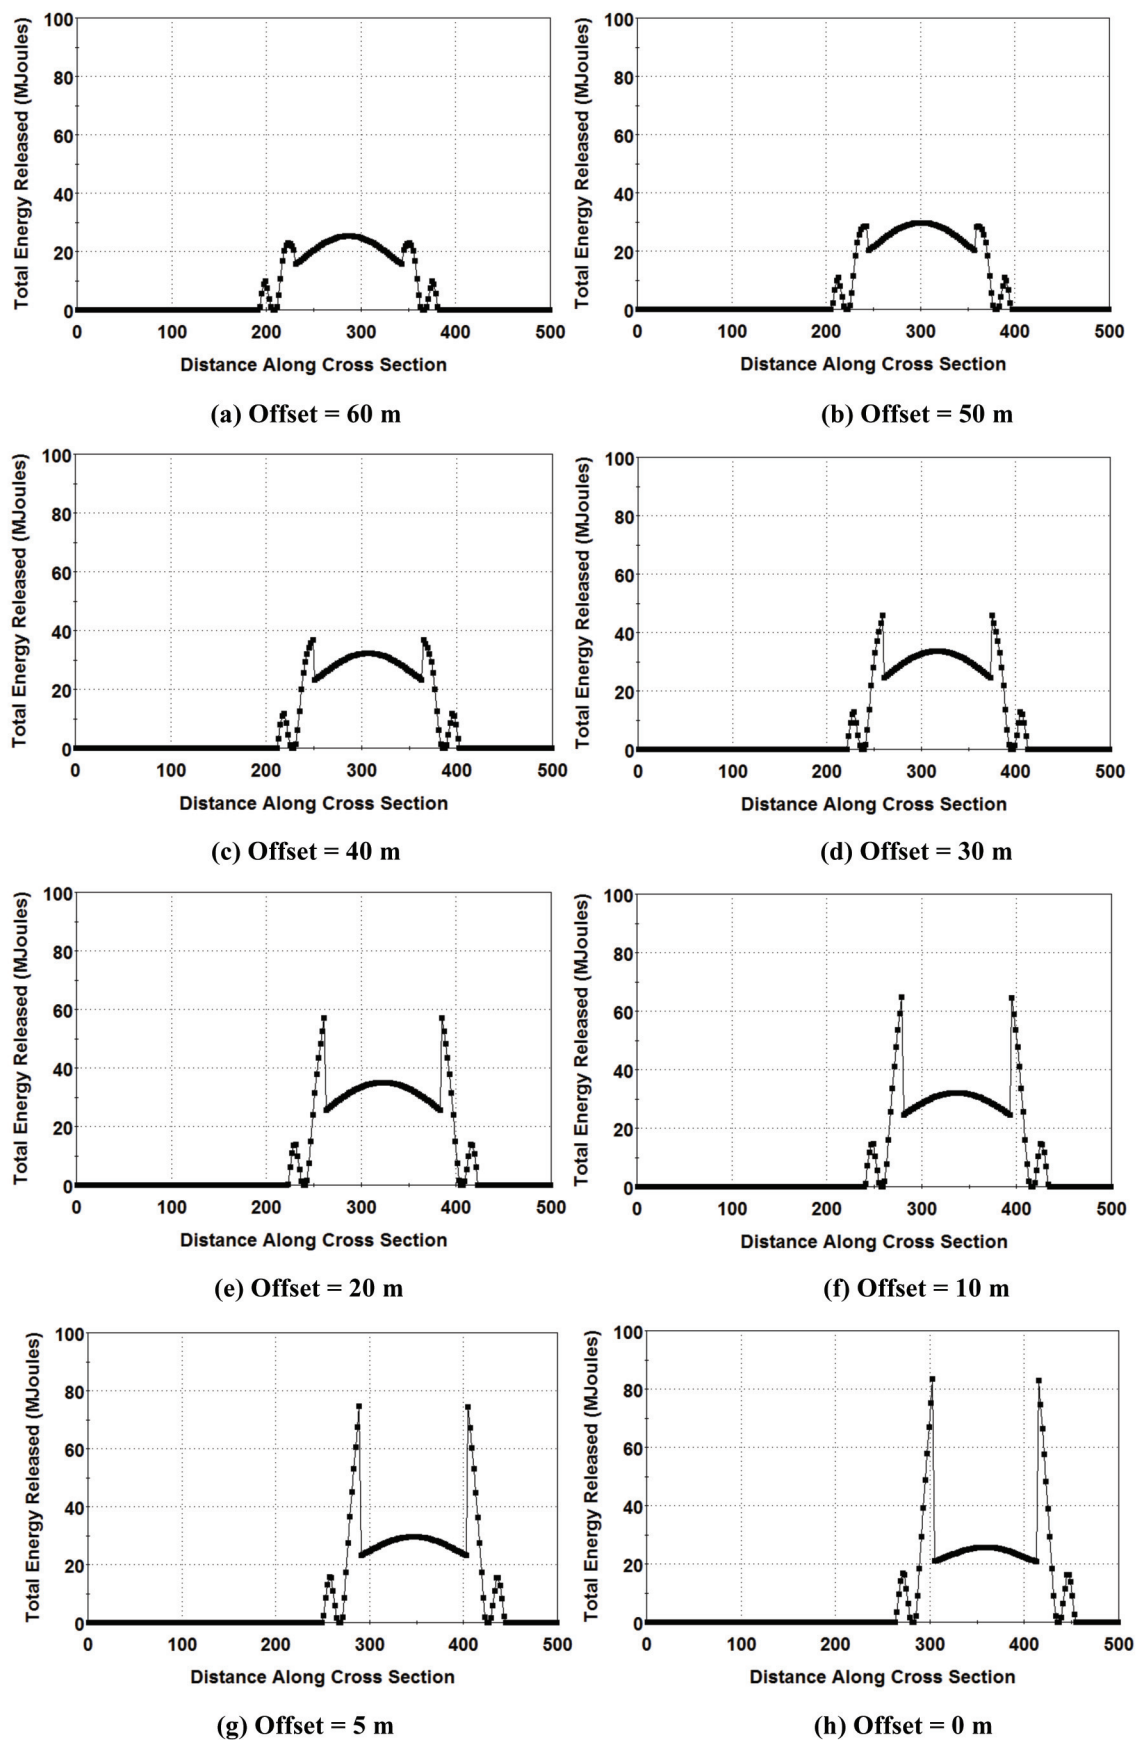 Total Energy Released (MJoules)
100
80
60
40
20
0
0 100 200 300 400 500
Distance Along Cross Section
(a) Offset = 60 m
Total Energy Released (MJoules)
100
80
60
40
20
0
0 100 200 300 400 500
Distance Along Cross Section
(b) Offset = 50 m
Total Energy Released (MJoules)
100
80
60
40
20
0
0 100 200 300 400 500
Distance Along Cross Section
(c) Offset = 40 m
Total Energy Released (MJoules)
100
80
60
40
20
0
0 100 200 300 400 500
Distance Along Cross Section
(d) Offset = 30 m
Total Energy Released (MJoules)
100
80
60
40
20
0
0 100 200 300 400 500
Distance Along Cross Section
(e) Offset = 20 m
Total Energy Released (MJoules)
100
80
60
40
20
0
0 100 200 300 400 500
Distance Along Cross Section
(f) Offset = 10 m
Total Energy Released (MJoules)
100
80
60
40
20
0
0 100 200 300 400 500
Distance Along Cross Section
(g) Offset = 5 m
Total Energy Released (MJoules)
100
80
60
40
20
0
0 100 200 300 400 500
Distance Along Cross Section
(h) Offset = 0 m